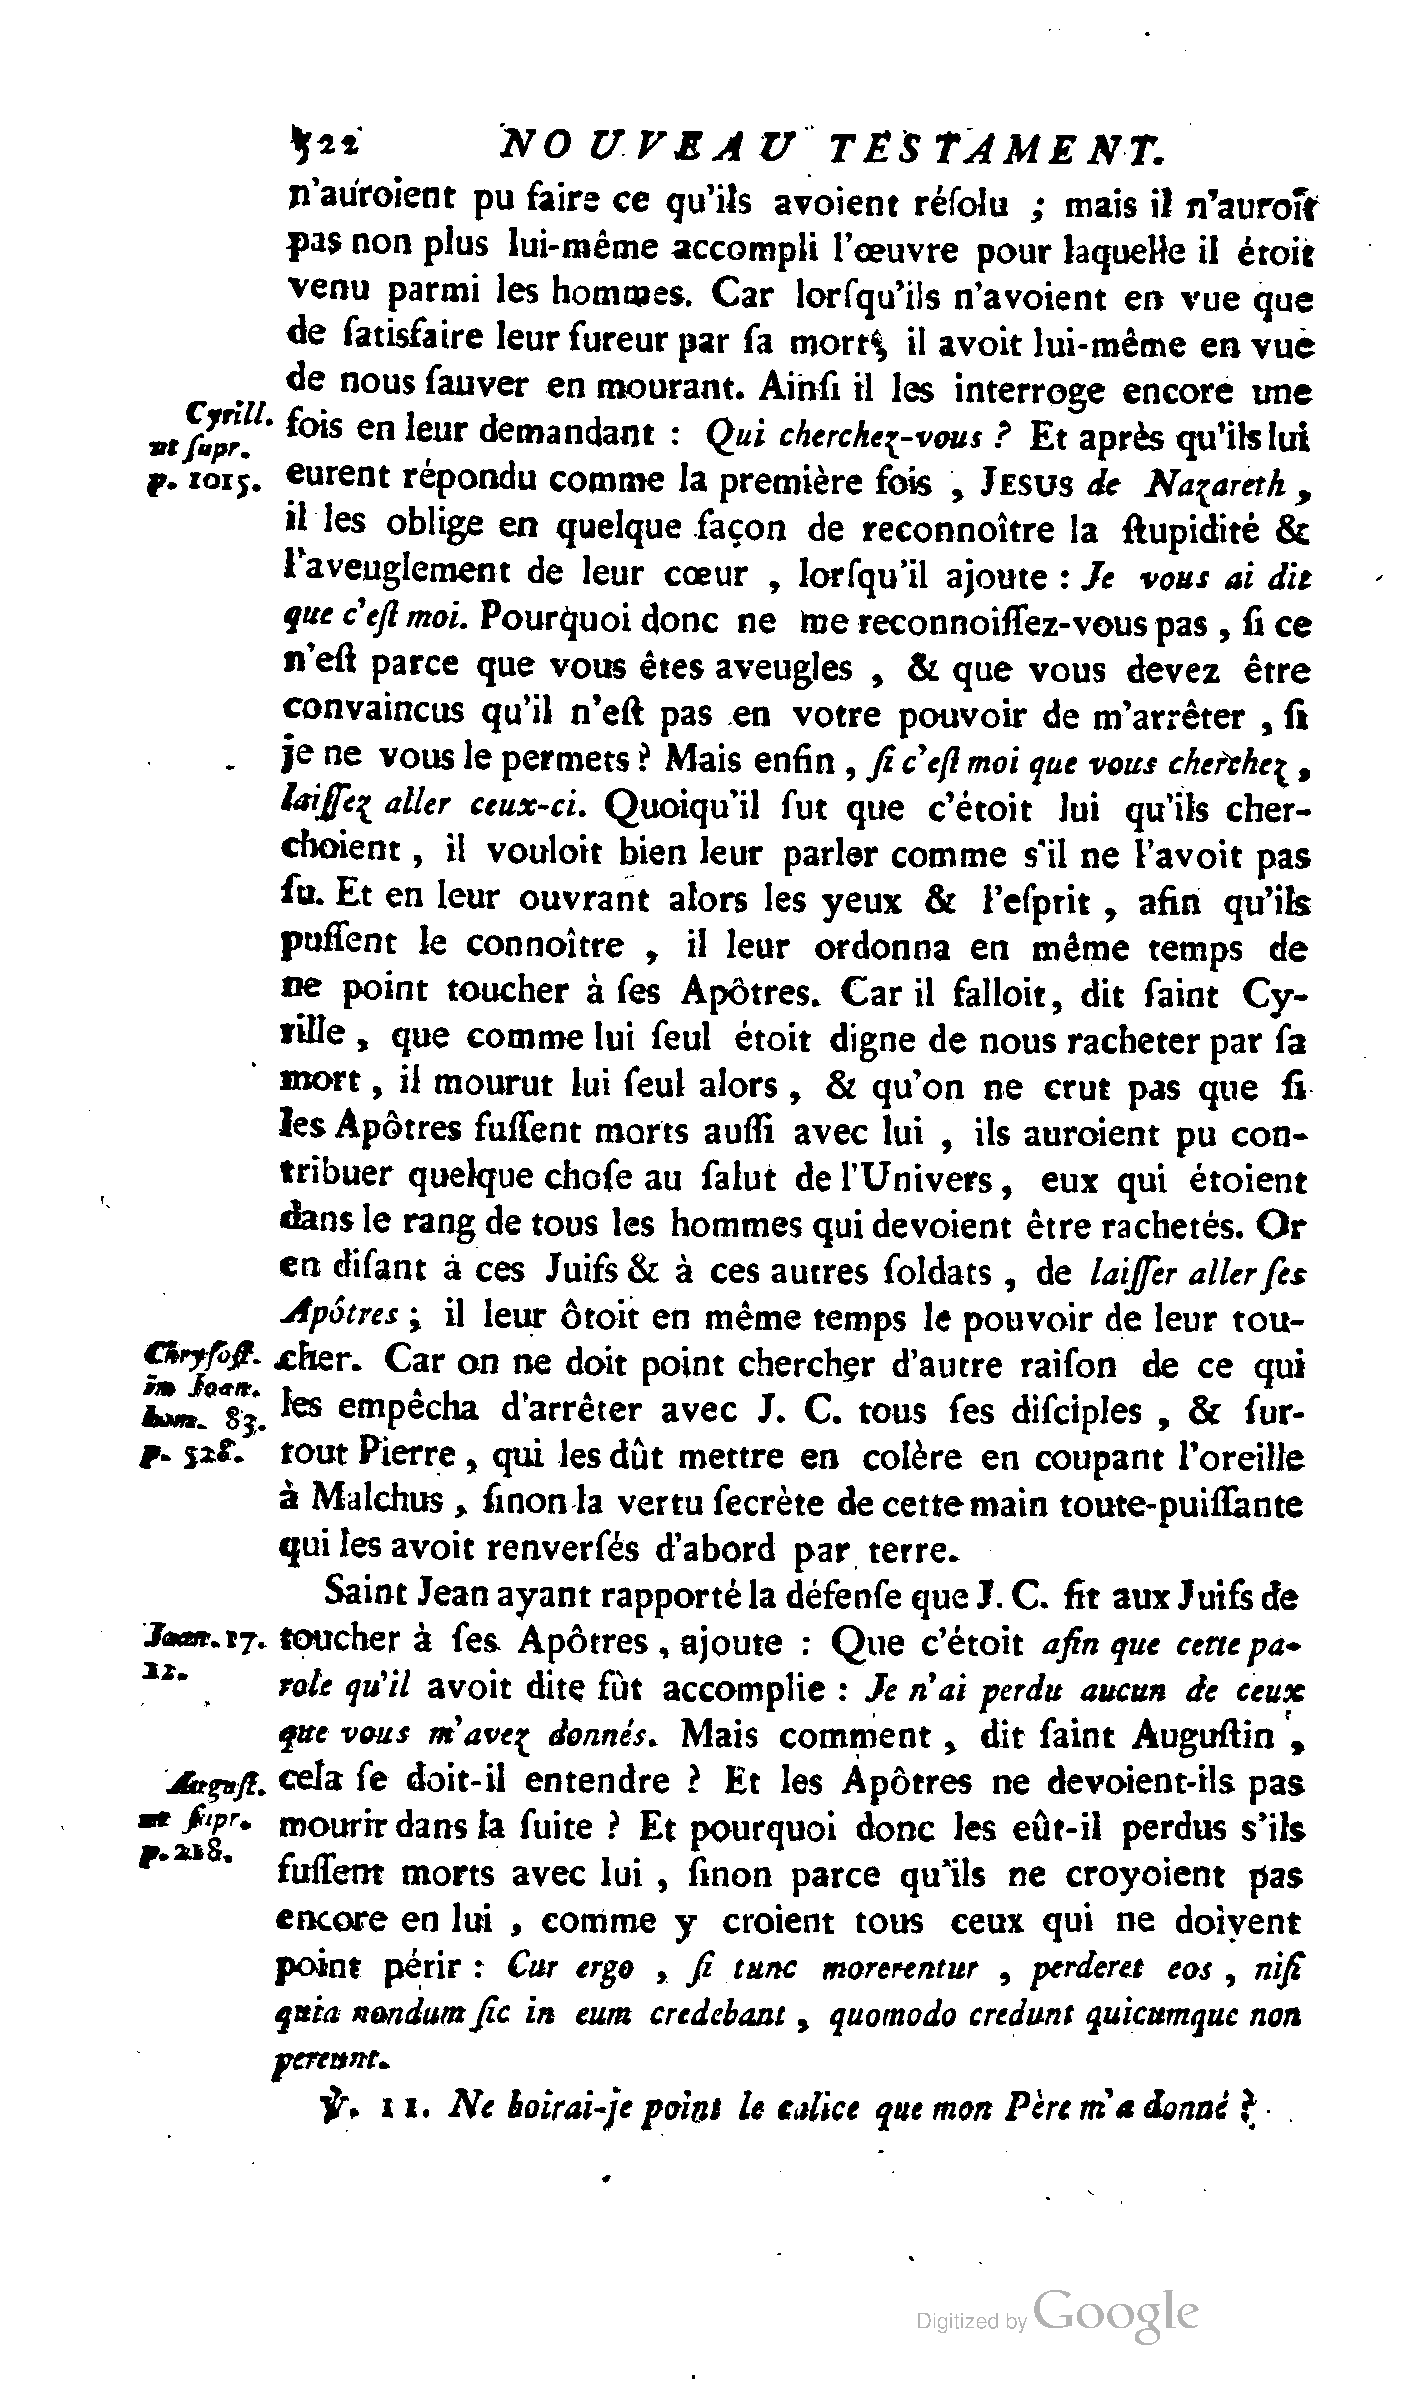 522 NOUVEAU TESTAMENT.
n'auroient pu faire ce qu'ils avoient réſolu ; mais il n'auroit
pas non plus lui-même accompli l'œuvre pour laquelle il étoit
venu parmi les hommes. Car lorſqu'ils n'avoient en vue que
de ſatisfaire leur fureur par ſa mort, il avoit lui-même en vue
de nous ſauver en mourant. Ainſi il les interroge encore une
Cyrill.
ut ſupr.
p. 1015.
fois en leur demandant : Qui cherchez-vous ? Et après qu'ils lui
eurent répondu comme la première fois , JESUS de Nazareth ,
il les oblige en quelque façon de reconnoître la ſtupidité &
l'aveuglement de leur cœur , lorſqu'il ajoute : Je vous ai dit
que c'eſt moi. Pourquoi donc ne me reconnoiſſez-vous pas , ſi ce
n'eſt parce que vous êtes aveugles , & que vous devez être
convaincus qu'il n'eſt pas en votre pouvoir de m'arrêter , ſi
je ne vous le permets ? Mais enfin , ſi c'eſt moi que vous cherchez ,
laiſſez aller ceux-ci. Quoiqu'il ſut que c'étoit lui qu'ils cher-
choient , il vouloit bien leur parler comme s'il ne l'avoit pas
ſu. Et en leur ouvrant alors les yeux & l'eſprit , afin qu'ils
puſſent le connoître , il leur ordonna en même temps de
ne point toucher à ſes Apôtres. Car il falloit, dit ſaint Cy-
rille , que comme lui ſeul étoit digne de nous racheter par ſa
mort , il mourut lui ſeul alors , & qu'on ne crut pas que ſi
les Apôtres fuſſent morts auſſi avec lui , ils auroient pu con-
tribuer quelque choſe au ſalut de l'Univers , eux qui étoient
dans le rang de tous les hommes qui devoient être rachetés. Or
en diſant à ces Juifs & à ces autres ſoldats , de laiſſer aller ſes
Apôtres ; il leur ôtoit en même temps le pouvoir de leur tou-
Chryſoſt.
in Joan.
hom. 83.
p. 528.
cher. Car on ne doit point chercher d'autre raiſon de ce qui
les empêcha d'arrêter avec J. C. tous ſes diſciples , & ſur-
tout Pierre , qui les dût mettre en colère en coupant l'oreille
à Malchus , ſinon la vertu ſecrète de cette main toute-puiſſante
qui les avoit renverſés d'abord par terre.
Saint Jean ayant rapporté la défenſe que J. C. fit aux Juifs de
Joan. 17.
12.
toucher à ſes Apôtres , ajoute : Que c'étoit afin que cette pa-
role qu'il avoit dite fût accomplie : Je n'ai perdu aucun de ceux
que vous m'avez donnés. Mais comment , dit ſaint Auguſtin ,
Auguſt.
ut ſupr.
p. 218.
cela ſe doit-il entendre ? Et les Apôtres ne devoient-ils pas
mourir dans la ſuite ? Et pourquoi donc les eût-il perdus s'ils
fuſſent morts avec lui , ſinon parce qu'ils ne croyoient pas
encore en lui , comme y croient tous ceux qui ne doivent
point périr : Cur ergo , ſi tunc morerentur , perderet eos , niſi
quia nondum ſic in eum credebant , quomodo credunt quicumque non
pereunt.
℣. 11. Ne boirai-je point le calice que mon Père m'a donné ?
Digitized by Google